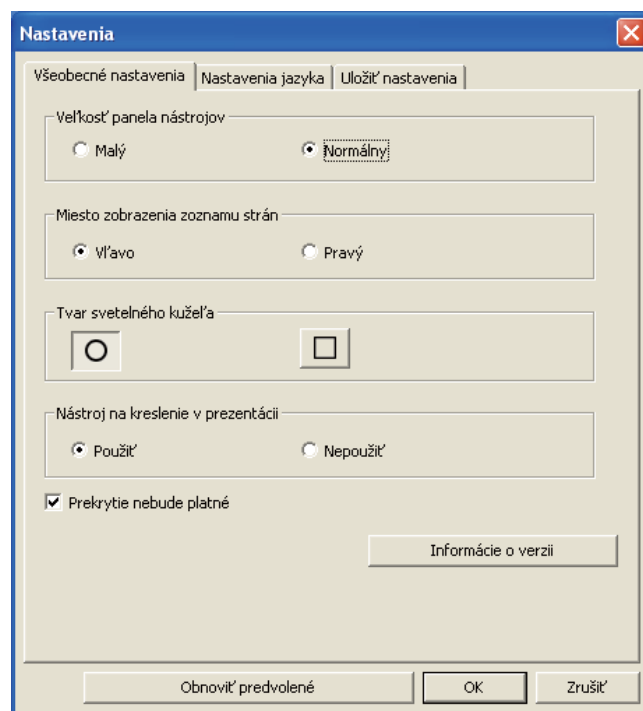 Nastavenia
Všeobecné nastavenia Nastavenia jazyka Uložiť nastavenia
Veľkosť panela nástrojov
Malý Normálny
Miesto zobrazenia zoznamu strán
Vľavo Pravý
Tvar svetelného kužeľa
Nástroj na kreslenie v prezentácii
Použiť Nepoužiť
Prekrytie nebude platné
Informácie o verzii
Obnoviť predvolené OK Zrušiť